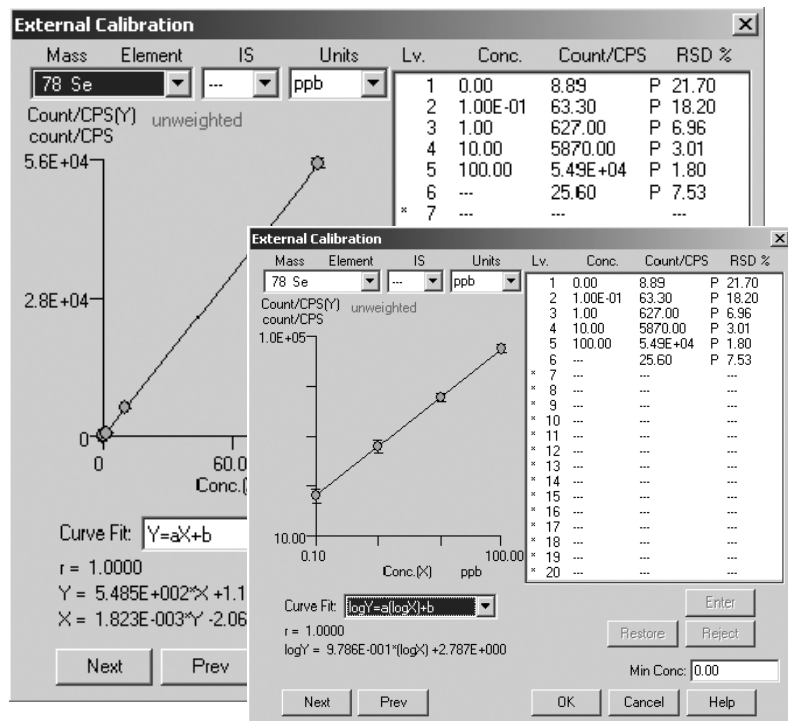 External Calibration
Mass Element IS Units Lv. Conc. Count/CPS RSD %
78 Se --- ppb
Count/CPS(Y) unweighted
count/CPS
5.6E+04
2.8E+04
0
0 60.0
Conc.(
1 0.00 8.89 P 21.70
2 1.00E-01 63.30 P 18.20
3 1.00 627.00 P 6.96
4 10.00 5870.00 P 3.01
5 100.00 5.49E+04 P 1.80
6 --- 25.60 P 7.53
* 7 --- --- ---
Curve Fit: Y=aX+b
r = 1.0000
Y = 5.485E+002*X +1.1
X = 1.823E-003*Y -2.06
Next Prev
External Calibration
Mass Element IS Units Lv. Conc. Count/CPS RSD %
78 Se --- ppb
Count/CPS(Y) unweighted
count/CPS
1.0E+05
10.00
0.10 100.00
Conc.(X) ppb
1 0.00 8.89 P 21.70
2 1.00E-01 63.30 P 18.20
3 1.00 627.00 P 6.96
4 10.00 5870.00 P 3.01
5 100.00 5.49E+04 P 1.80
6 --- 25.60 P 7.53
* 7 --- --- ---
* 8 --- --- ---
* 9 --- --- ---
* 10 --- --- ---
* 11 --- --- ---
* 12 --- --- ---
* 13 --- --- ---
* 14 --- --- ---
* 15 --- --- ---
* 16 --- --- ---
* 17 --- --- ---
* 18 --- --- ---
* 19 --- --- ---
* 20 --- --- ---
Curve Fit: logY=a(logX)+b
r = 1.0000
logY = 9.786E-001*(logX) +2.787E+000
Enter
Restore Reject
Min Conc: 0.00
Next Prev OK Cancel Help